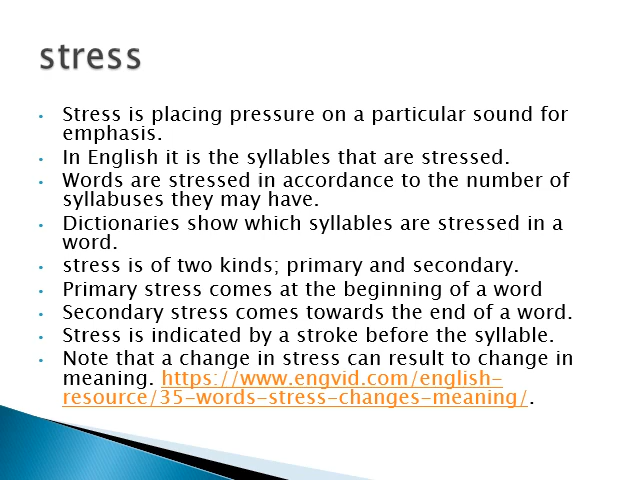 stress
• Stress is placing pressure on a particular sound for
emphasis.
• In English it is the syllables that are stressed.
• Words are stressed in accordance to the number of
syllabuses they may have.
• Dictionaries show which syllables are stressed in a
word.
• stress is of two kinds; primary and secondary.
• Primary stress comes at the beginning of a word
• Secondary stress comes towards the end of a word.
• Stress is indicated by a stroke before the syllable.
• Note that a change in stress can result to change in
meaning. https://www.engvid.com/english-
resource/35-words-stress-changes-meaning/.